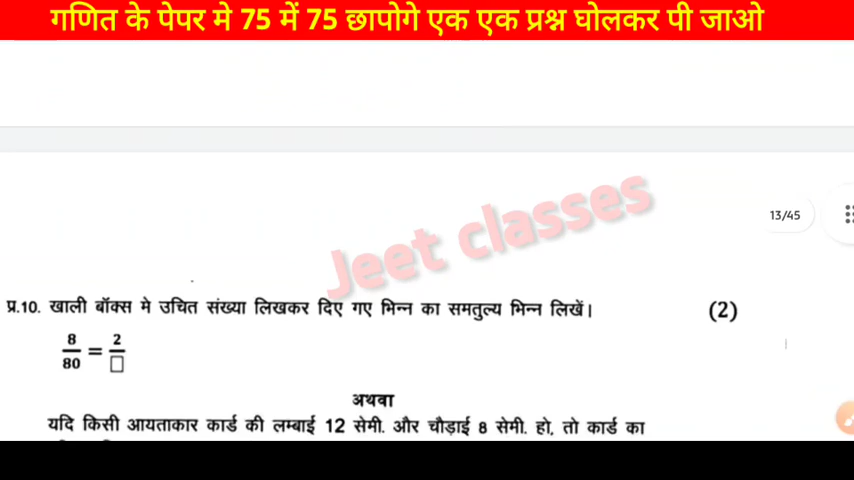 गणित के पेपर मे 75 में 75 छापोगे एक एक प्रश्न घोलकर पी जाओ
Jeet classes
13/45
प्र.10. खाली बॉक्स मे उचित संख्या लिखकर दिए गए भिन्न का समतुल्य भिन्न लिखें। (2)
8/80 = 2/□
अथवा
यदि किसी आयताकार कार्ड की लम्बाई 12 सेमी. और चौड़ाई 8 सेमी. हो, तो कार्ड का